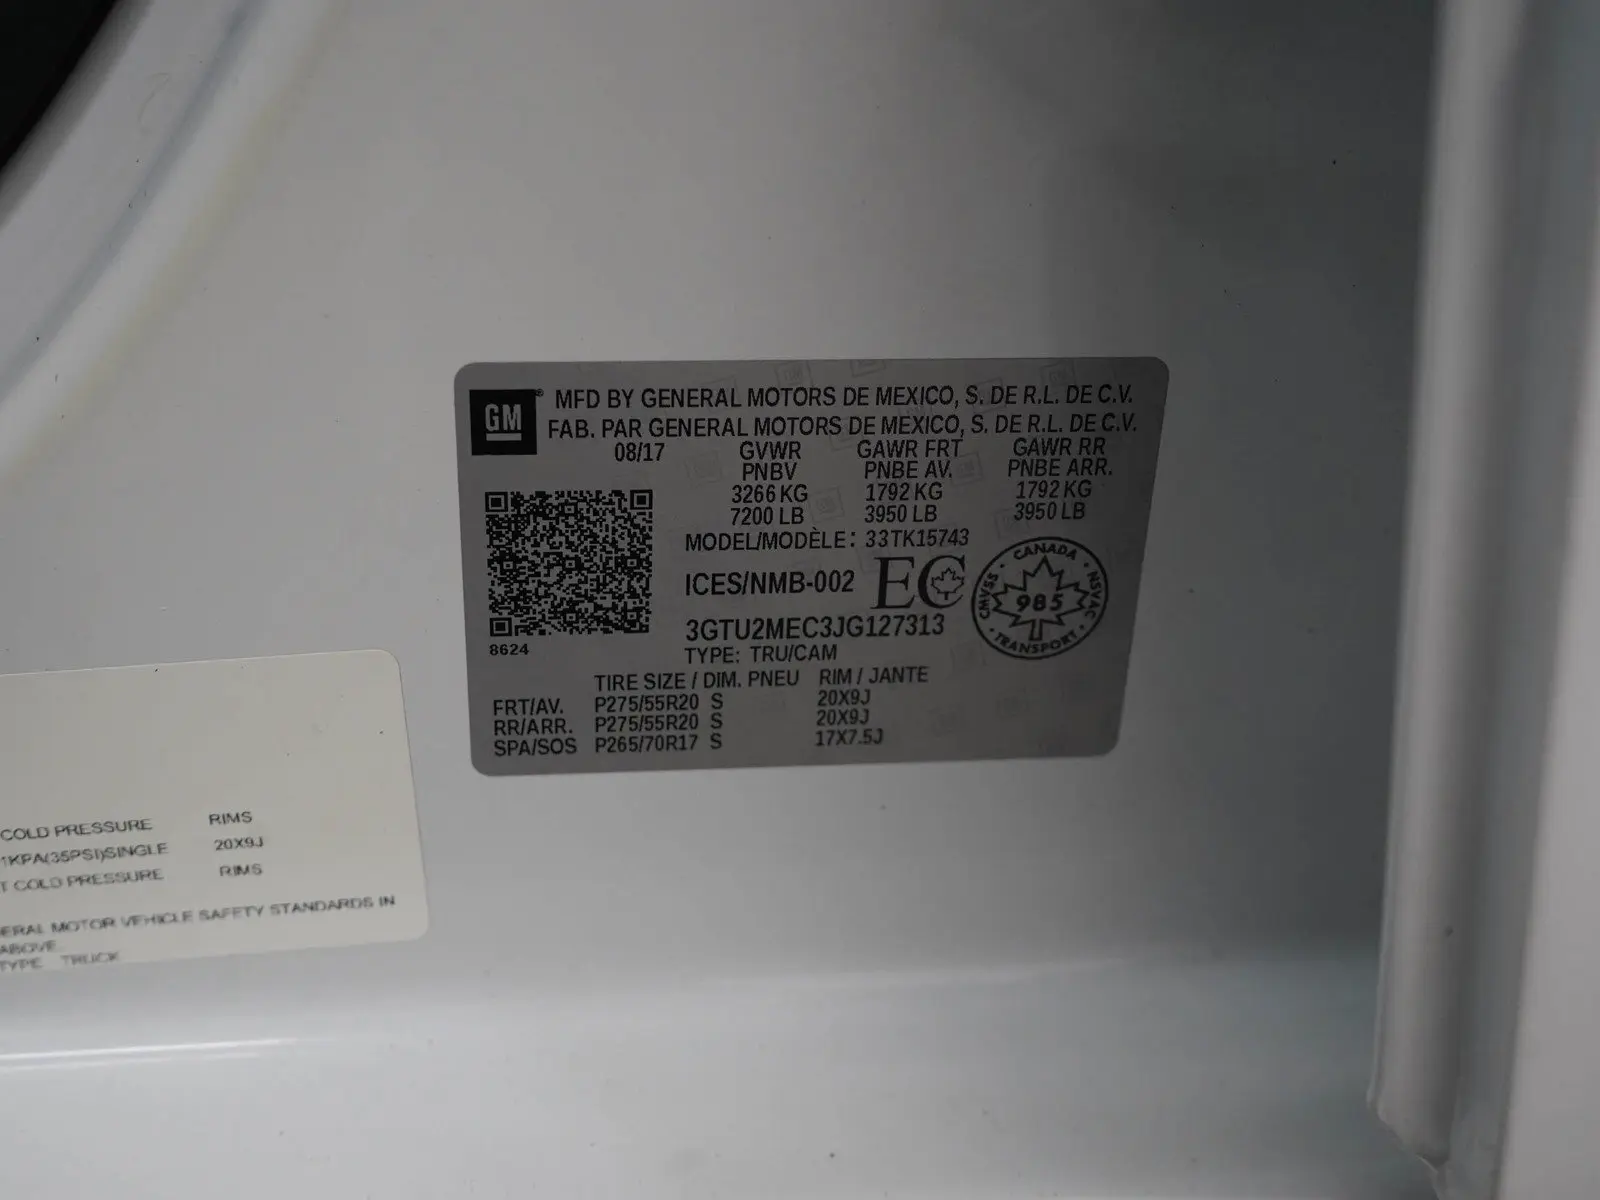 GM
MFD BY GENERAL MOTORS DE MEXICO, S. DE R.L. DE C.V.
FAB. PAR GENERAL MOTORS DE MEXICO, S. DE R.L. DE C.V.
08/17 GVWR GAWR FRT GAWR RR
PNBV PNBE AV. PNBE ARR.
3266 KG 1792 KG 1792 KG
7200 LB 3950 LB 3950 LB
MODEL/MODÈLE: 33TK15743
ICES/NMB-002 EC
CANADA
CMVSS 985 NSVAC
TRANSPORT
3GTU2MEC3JG127313
8624
TYPE: TRU/CAM
TIRE SIZE / DIM. PNEU RIM / JANTE
FRT/AV. P275/55R20 S 20X9J
RR/ARR. P275/55R20 S 20X9J
SPA/SOS P265/70R17 S 17X7.5J
COLD PRESSURE RIMS
1KPA(35PSI)SINGLE 20X9J
T COLD PRESSURE RIMS
ERAL MOTOR VEHICLE SAFETY STANDARDS IN
ABOVE
TYPE TRUCK